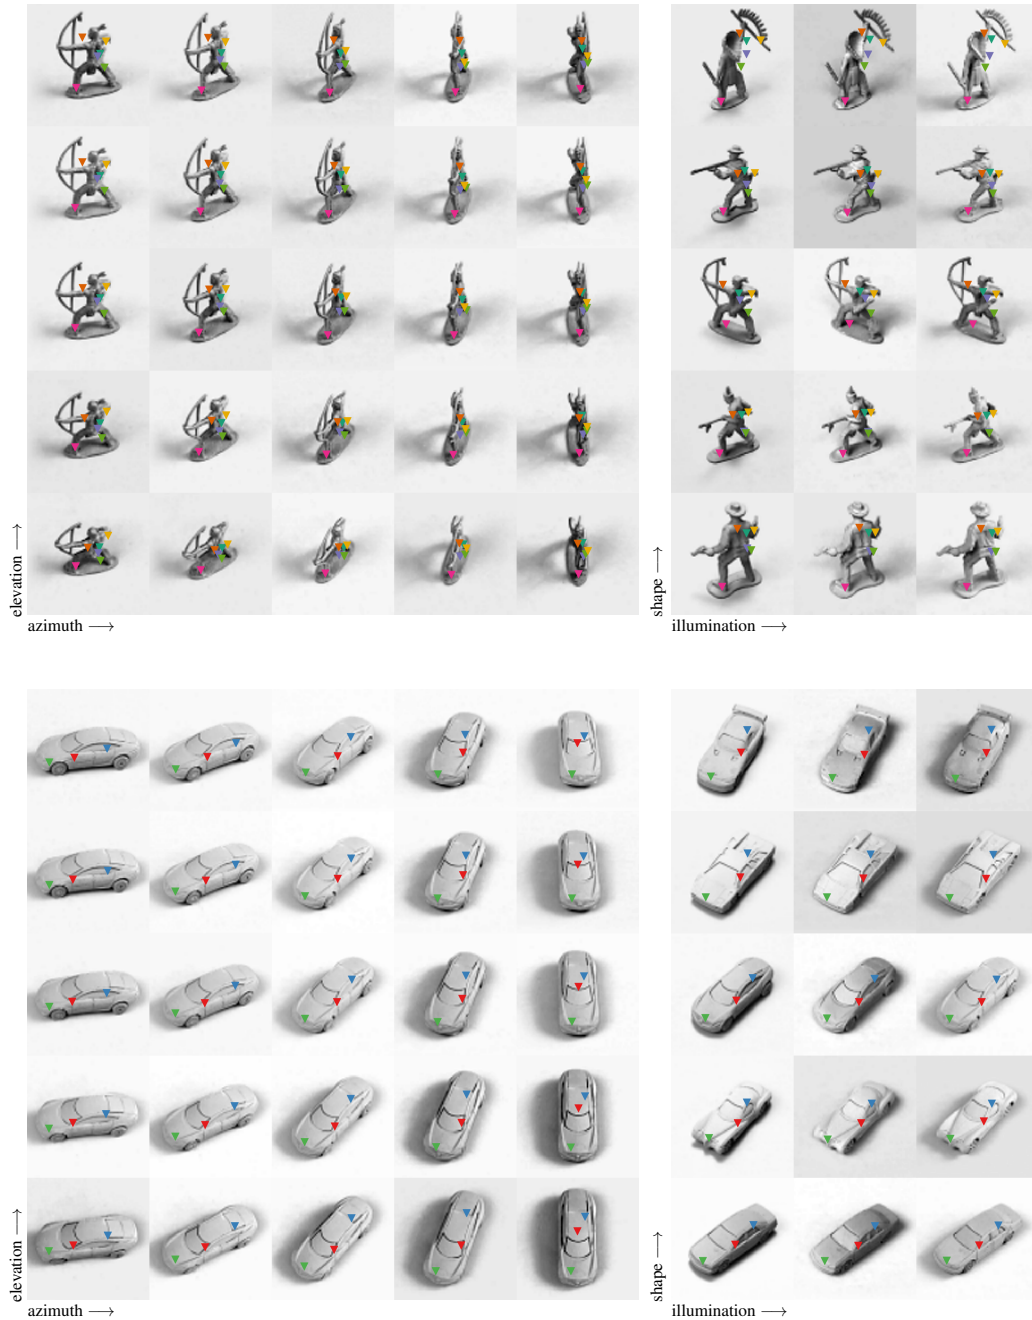 elevation →
azimuth →
shape →
illumination →
elevation →
azimuth →
shape →
illumination →